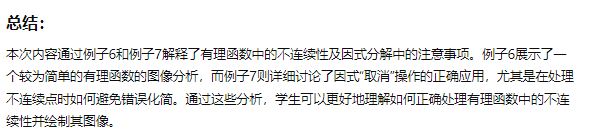 总结：
本次内容通过例子6和例子7解释了有理函数中的不连续性及因式分解中的注意事项。例子6展示了一
个较为简单的有理函数的图像分析，而例子7则详细讨论了因式“取消”操作的正确应用，尤其是在处理
不连续点时如何避免错误化简。通过这些分析，学生可以更好地理解如何正确处理有理函数中的不连
续性并绘制其图像。